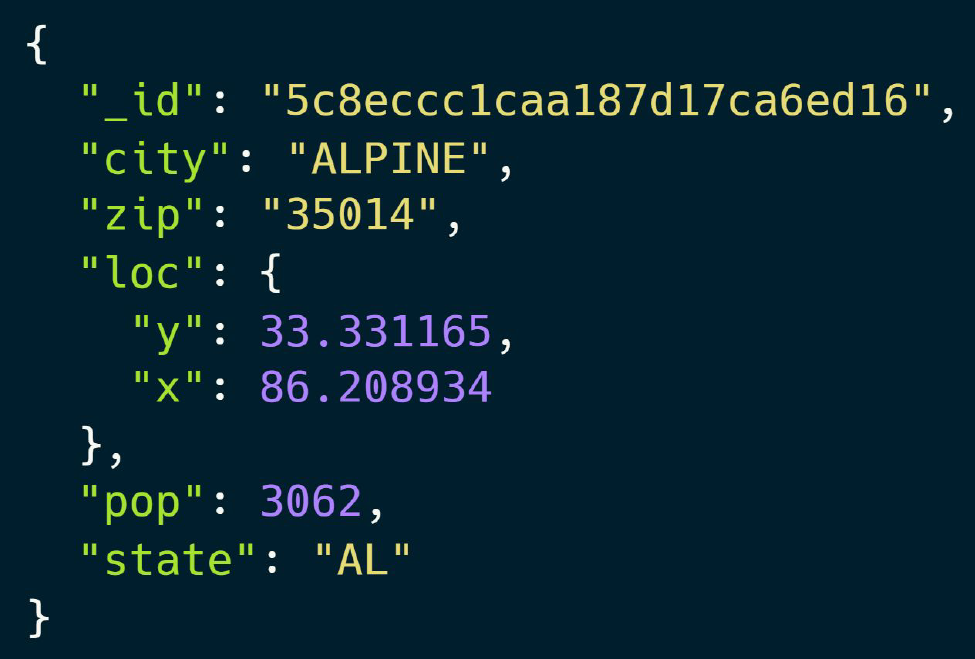 {
  "_id": "5c8eccc1caa187d17ca6ed16",
  "city": "ALPINE",
  "zip": "35014",
  "loc": {
    "y": 33.331165,
    "x": 86.208934
  },
  "pop": 3062,
  "state": "AL"
}